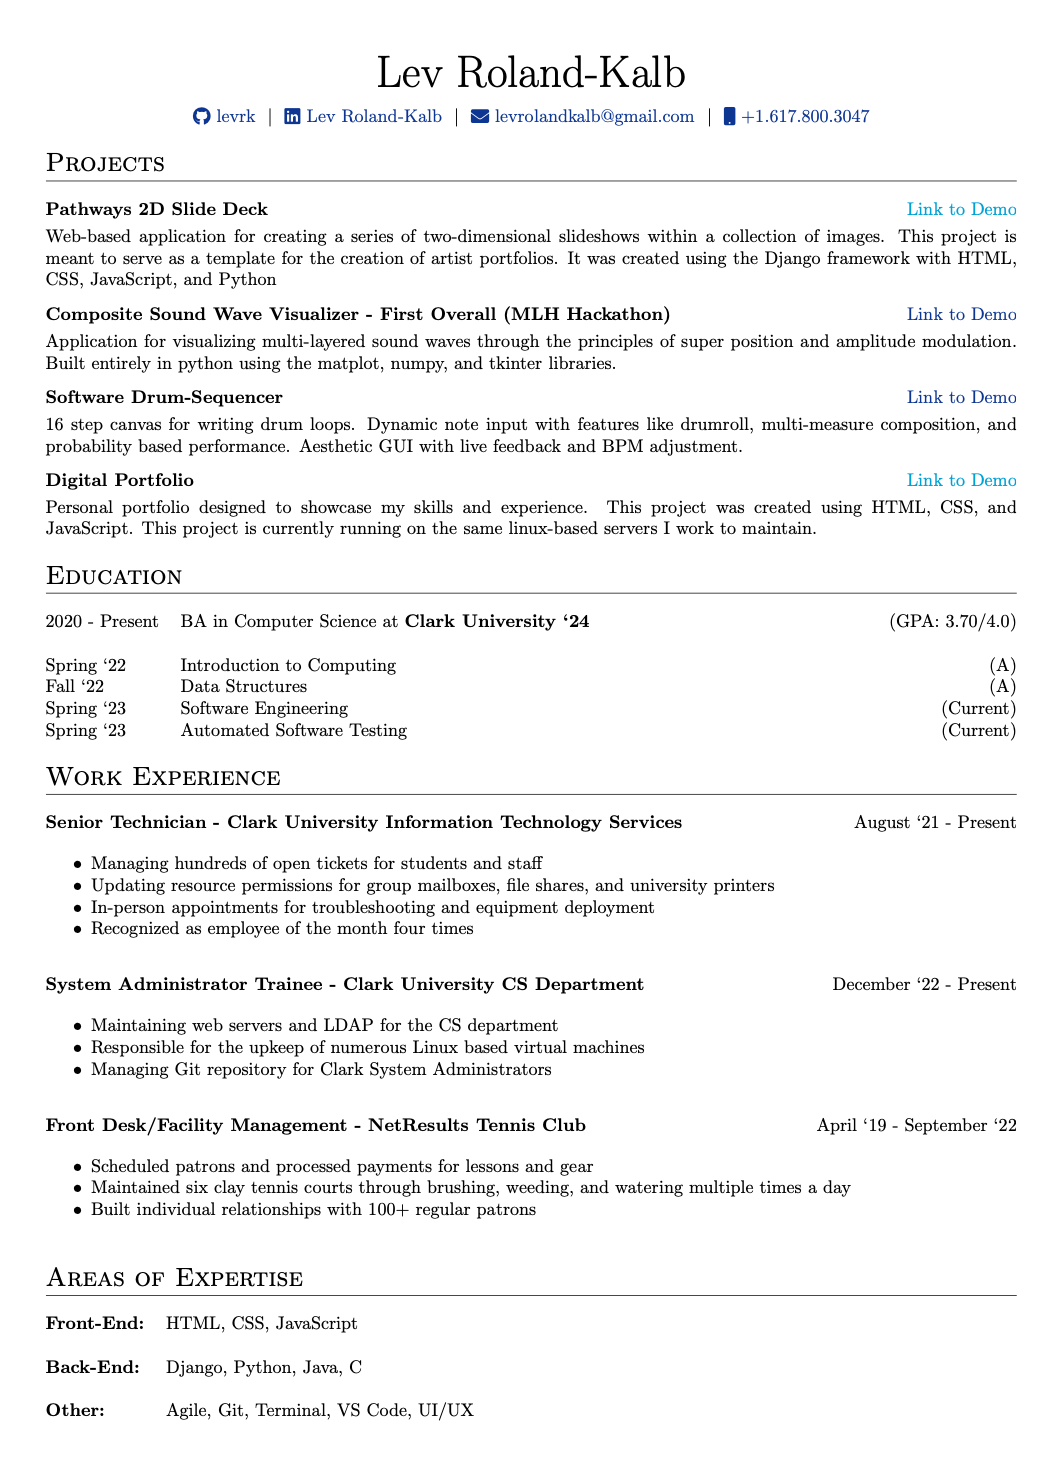 Lev Roland-Kalb
levrk | Lev Roland-Kalb | levrolandkalb@gmail.com | +1.617.800.3047
Projects
Pathways 2D Slide Deck Link to Demo
Web-based application for creating a series of two-dimensional slideshows within a collection of images. This project is
meant to serve as a template for the creation of artist portfolios. It was created using the Django framework with HTML,
CSS, JavaScript, and Python
Composite Sound Wave Visualizer - First Overall (MLH Hackathon) Link to Demo
Application for visualizing multi-layered sound waves through the principles of super position and amplitude modulation.
Built entirely in python using the matplot, numpy, and tkinter libraries.
Software Drum-Sequencer Link to Demo
16 step canvas for writing drum loops. Dynamic note input with features like drumroll, multi-measure composition, and
probability based performance. Aesthetic GUI with live feedback and BPM adjustment.
Digital Portfolio Link to Demo
Personal portfolio designed to showcase my skills and experience. This project was created using HTML, CSS, and
JavaScript. This project is currently running on the same linux-based servers I work to maintain.
Education
2020 - Present BA in Computer Science at Clark University ‘24 (GPA: 3.70/4.0)
Spring ‘22 Introduction to Computing (A)
Fall ‘22 Data Structures (A)
Spring ‘23 Software Engineering (Current)
Spring ‘23 Automated Software Testing (Current)
Work Experience
Senior Technician - Clark University Information Technology Services August ‘21 - Present
• Managing hundreds of open tickets for students and staff
• Updating resource permissions for group mailboxes, file shares, and university printers
• In-person appointments for troubleshooting and equipment deployment
• Recognized as employee of the month four times
System Administrator Trainee - Clark University CS Department December ‘22 - Present
• Maintaining web servers and LDAP for the CS department
• Responsible for the upkeep of numerous Linux based virtual machines
• Managing Git repository for Clark System Administrators
Front Desk/Facility Management - NetResults Tennis Club April ‘19 - September ‘22
• Scheduled patrons and processed payments for lessons and gear
• Maintained six clay tennis courts through brushing, weeding, and watering multiple times a day
• Built individual relationships with 100+ regular patrons
Areas of Expertise
Front-End: HTML, CSS, JavaScript
Back-End: Django, Python, Java, C
Other: Agile, Git, Terminal, VS Code, UI/UX